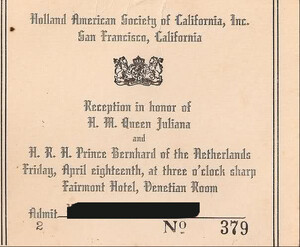 Holland American Society of California, Inc.
San Francisco, California
Reception in honor of
H. M. Queen Juliana
and
H. R. H. Prince Bernhard of the Netherlands
Friday, April eighteenth, at three o'clock sharp
Fairmont Hotel, Venetian Room
Admit
2 No 379